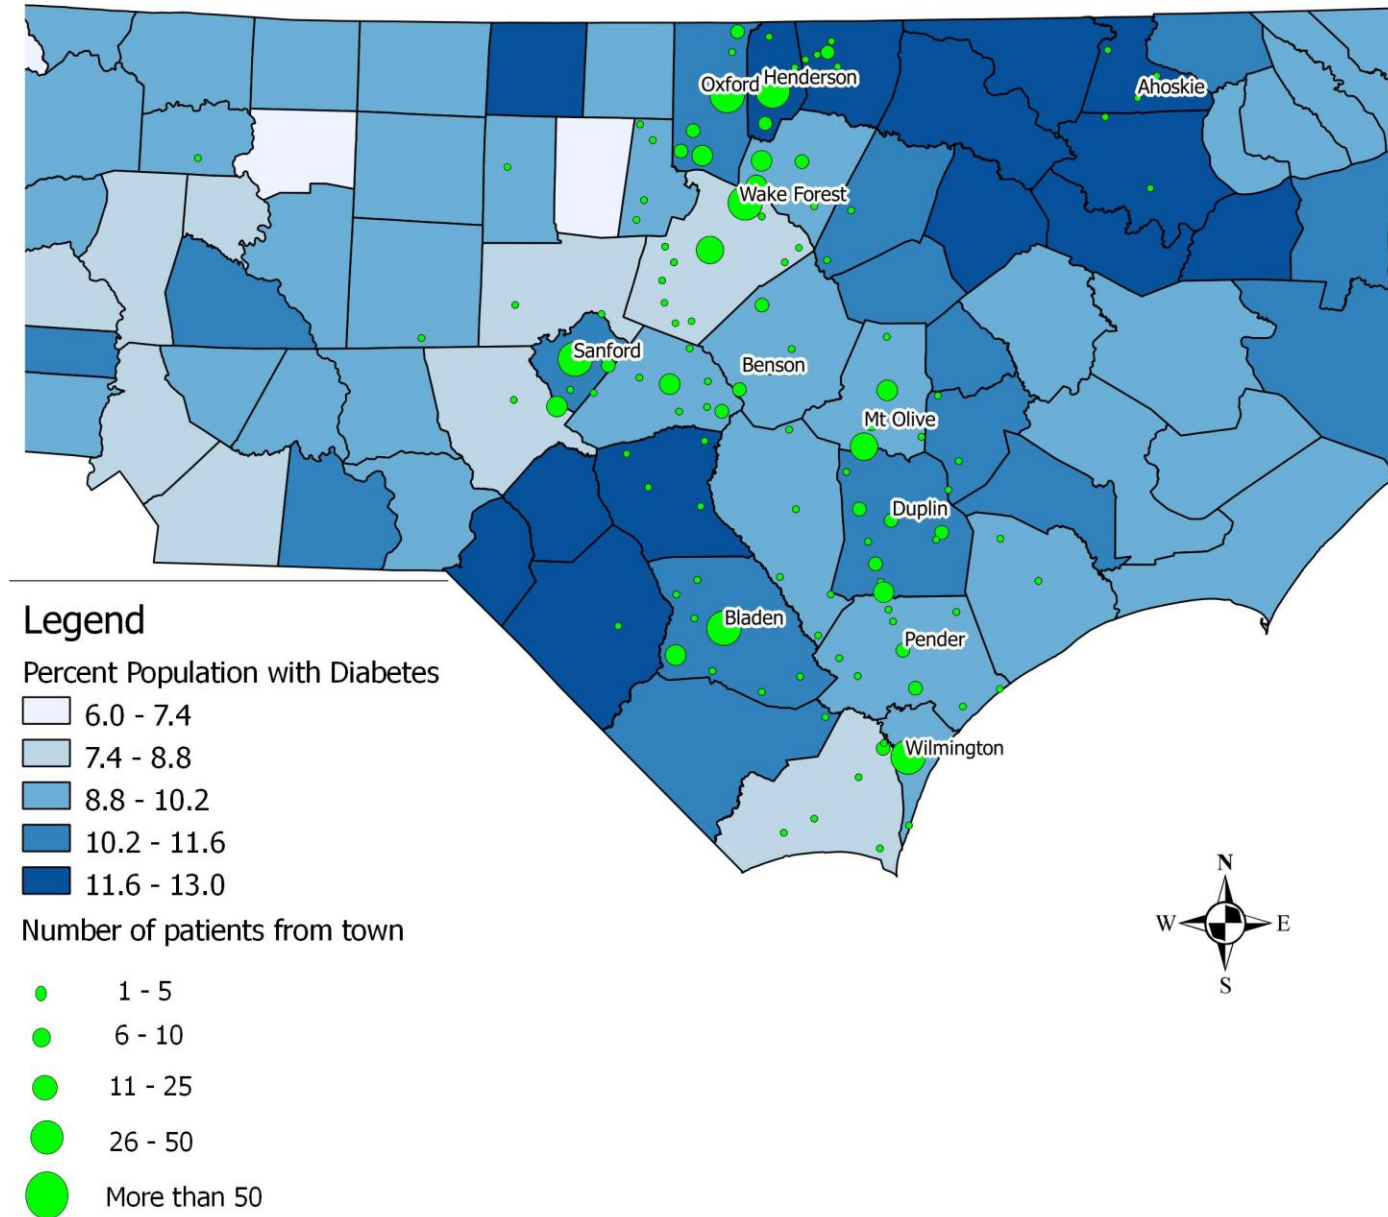 Oxford Henderson
Ahoskie
Wake Forest
Sanford
Benson
Mt Olive
Duplin
Bladen
Pender
Wilmington
Legend
Percent Population with Diabetes
6.0 - 7.4
7.4 - 8.8
8.8 - 10.2
10.2 - 11.6
11.6 - 13.0
Number of patients from town
1 - 5
6 - 10
11 - 25
26 - 50
More than 50
N
W E
S